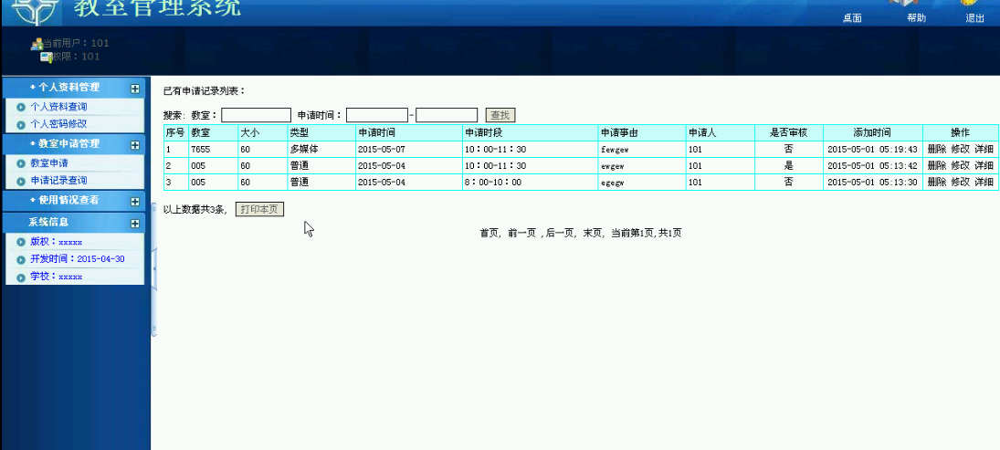 教室管理系统
桌面 帮助 退出
当前用户：101
权限：101
+ 个人资料管理
个人资料查询
个人密码修改
+ 教室申请管理
教室申请
申请记录查询
+ 使用情况查看
系统信息
版权：xxxxx
开发时间：2015-04-30
学校：xxxxx
已有申请记录列表：
搜索: 教室： 申请时间： - 查找
序号 教室 大小 类型 申请时间 申请时段 申请事由 申请人 是否审核 添加时间 操作
1 7655 60 多媒体 2015-05-07 10：00-11：30 fewgew 101 否 2015-05-01 05:19:43 删除 修改 详细
2 005 60 普通 2015-05-04 10：00-11：30 ewgew 101 是 2015-05-01 05:13:42 删除 修改 详细
3 005 60 普通 2015-05-04 8：00-10：00 egegw 101 否 2015-05-01 05:13:30 删除 修改 详细
以上数据共3条, 打印本页
首页, 前一页 ,后一页, 末页, 当前第1页,共1页